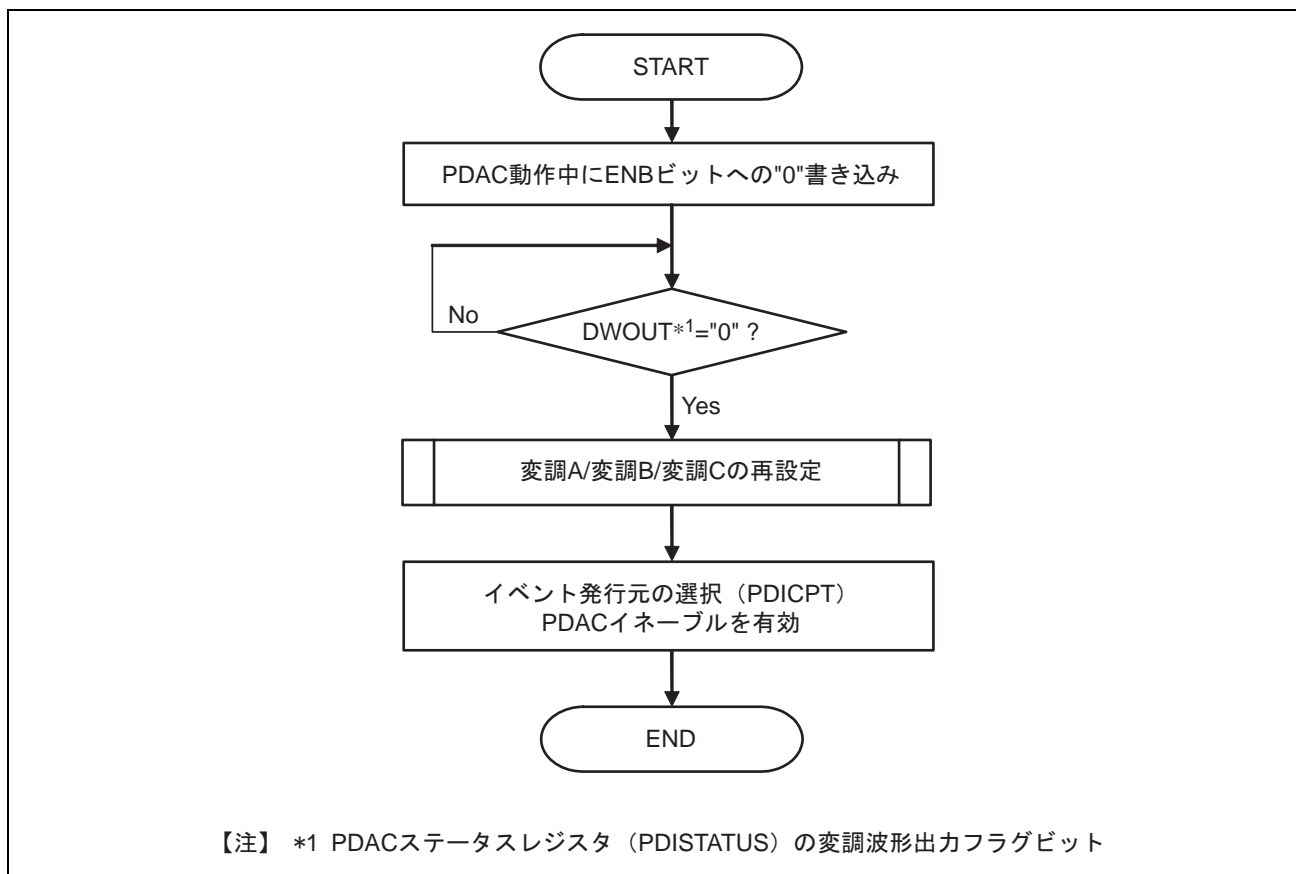 START
PDAC動作中にENBビットへの"0"書き込み
No
DWOUT*1="0" ?
Yes
変調A/変調B/変調Cの再設定
イベント発行元の選択（PDICPT）
PDACイネーブルを有効
END
【注】 *1 PDACステータスレジスタ（PDISTATUS）の変調波形出力フラグビット